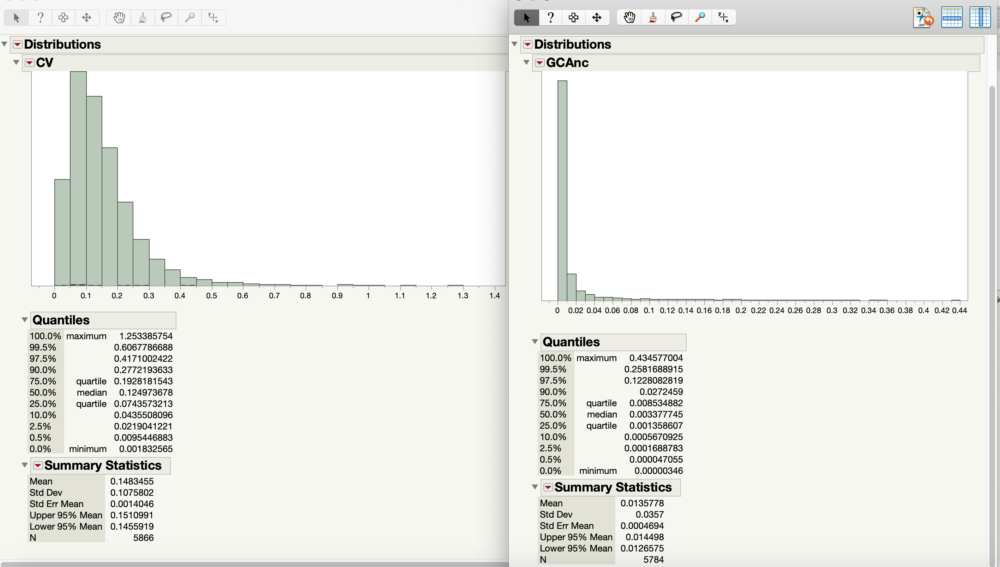 Distributions
CV
0 0.1 0.2 0.3 0.4 0.5 0.6 0.7 0.8 0.9 1 1.1 1.2 1.3 1.4
Quantiles
100.0% maximum 1.253385754
99.5% 0.6067786688
97.5% 0.4171002422
90.0% 0.2772193633
75.0% quartile 0.1928181543
50.0% median 0.124973678
25.0% quartile 0.0743573213
10.0% 0.0435508096
2.5% 0.0219041221
0.5% 0.0095446883
0.0% minimum 0.001832565
Summary Statistics
Mean 0.1483455
Std Dev 0.1075802
Std Err Mean 0.0014046
Upper 95% Mean 0.1510991
Lower 95% Mean 0.1455919
N 5866
JMP
Distributions
GCAnc
0 0.02 0.04 0.06 0.08 0.1 0.12 0.14 0.16 0.18 0.2 0.22 0.24 0.26 0.28 0.3 0.32 0.34 0.36 0.38 0.4 0.42 0.44
Quantiles
100.0% maximum 0.434577004
99.5% 0.2581688915
97.5% 0.1228082819
90.0% 0.0272459
75.0% quartile 0.008534882
50.0% median 0.003377745
25.0% quartile 0.001358607
10.0% 0.0005670925
2.5% 0.0001688783
0.5% 0.000047055
0.0% minimum 0.00000346
Summary Statistics
Mean 0.0135778
Std Dev 0.0357
Std Err Mean 0.0004694
Upper 95% Mean 0.014498
Lower 95% Mean 0.0126575
N 5784